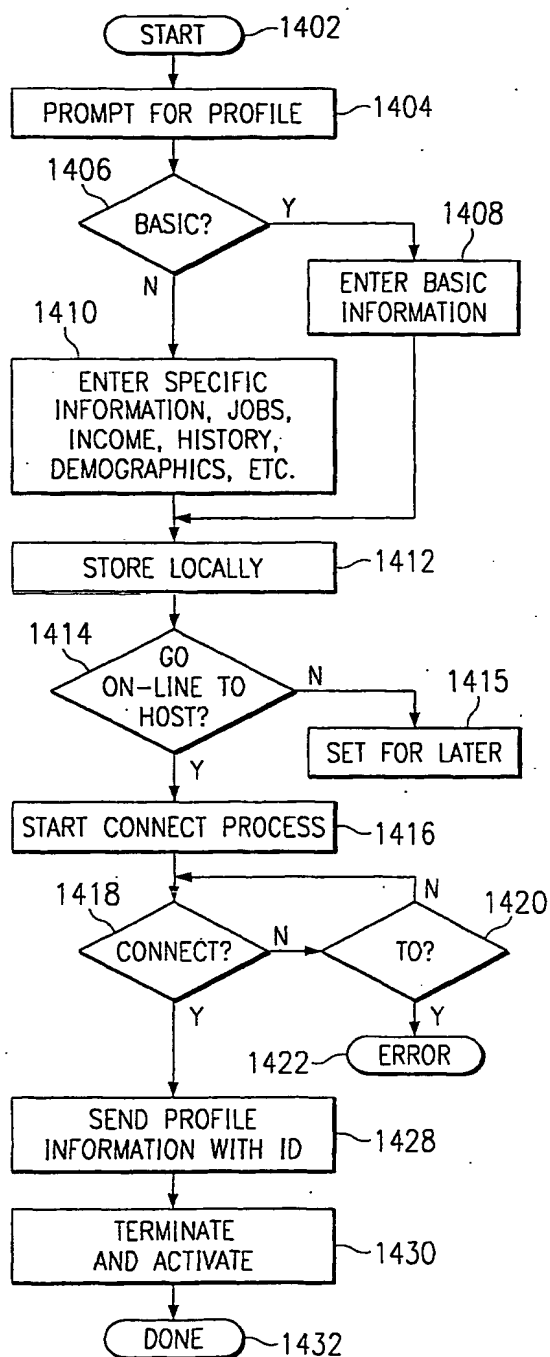 START
1402
PROMPT FOR PROFILE
1404
1406
BASIC?
Y
N
1408
ENTER BASIC
INFORMATION
1410
ENTER SPECIFIC
INFORMATION, JOBS,
INCOME, HISTORY,
DEMOGRAPHICS, ETC.
STORE LOCALLY
1412
1414
GO
ON-LINE TO
HOST?
N
Y
1415
SET FOR LATER
START CONNECT PROCESS
1416
1418
CONNECT?
N
Y
N
1420
TO?
Y
1422
ERROR
SEND PROFILE
INFORMATION WITH ID
1428
TERMINATE
AND ACTIVATE
1430
DONE
1432